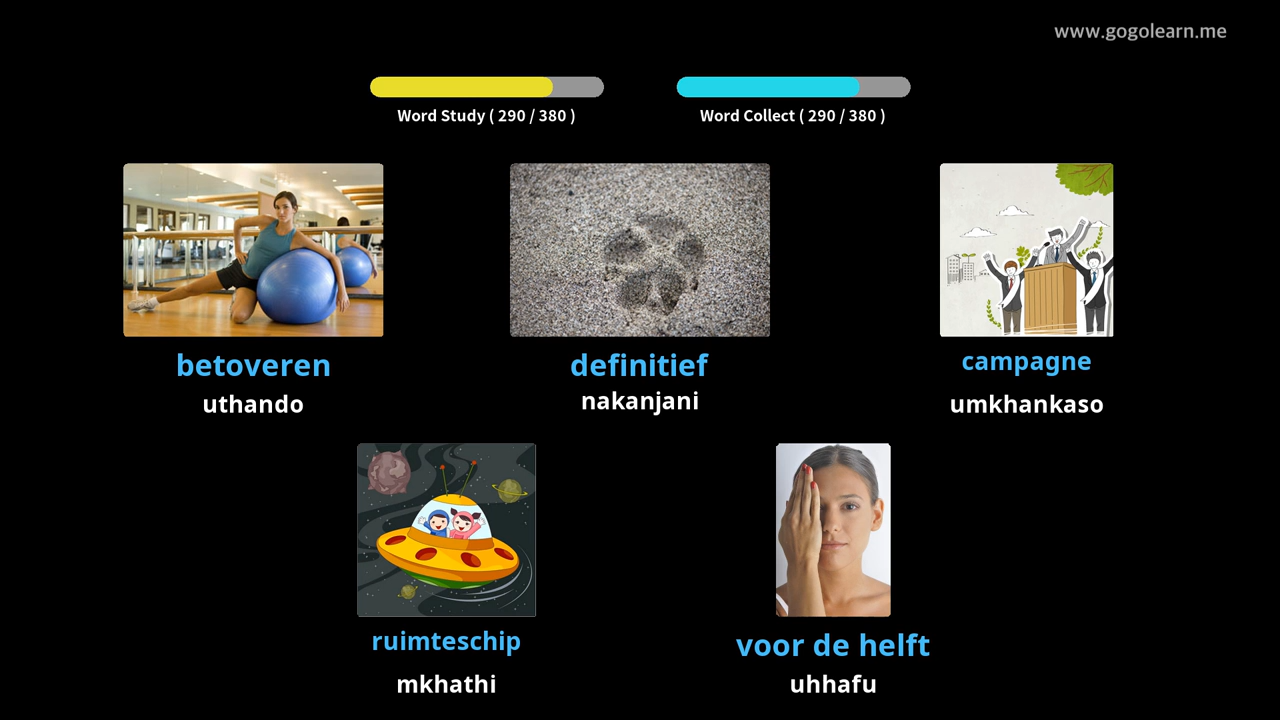 www.gogolearn.me
Word Study ( 290 / 380 )
Word Collect ( 290 / 380 )
betoveren
uthando
definitief
nakanjani
campagne
umkhankaso
ruimteschip
mkhathi
voor de helft
uhhafu